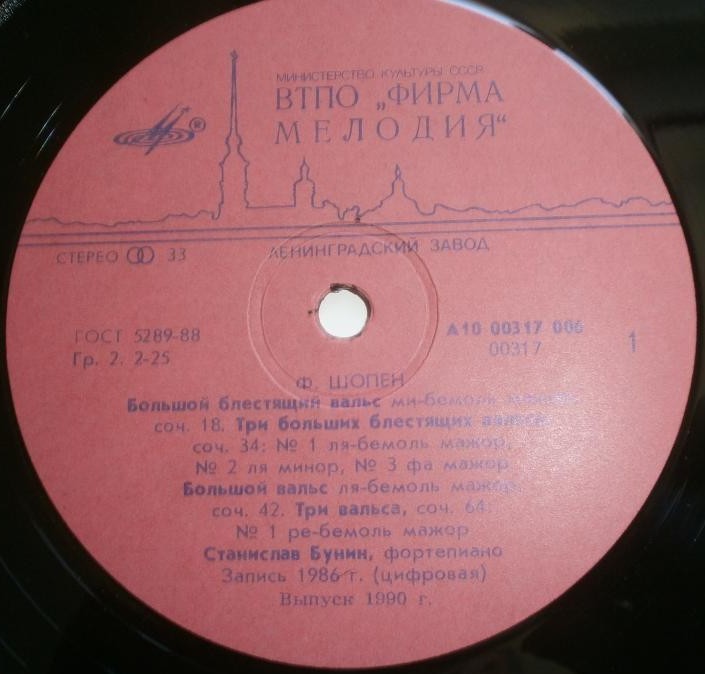 МИНИСТЕРСТВО КУЛЬТУРЫ СССР
ВТПО „ФИРМА
МЕЛОДИЯ“
®
СТЕРЕО 33
ЛЕНИНГРАДСКИЙ ЗАВОД
ГОСТ 5289-88
Гр. 2. 2-25
А10 00317 006
00317
1
Ф. ШОПЕН
Большой блестящий вальс ми-бемоль мажор,
соч. 18. Три больших блестящих вальса,
соч. 34: № 1 ля-бемоль мажор,
№ 2 ля минор, № 3 фа мажор
Большой вальс ля-бемоль мажор,
соч. 42. Три вальса, соч. 64:
№ 1 ре-бемоль мажор
Станислав Бунин, фортепиано
Запись 1986 г. (цифровая)
Выпуск 1990 г.